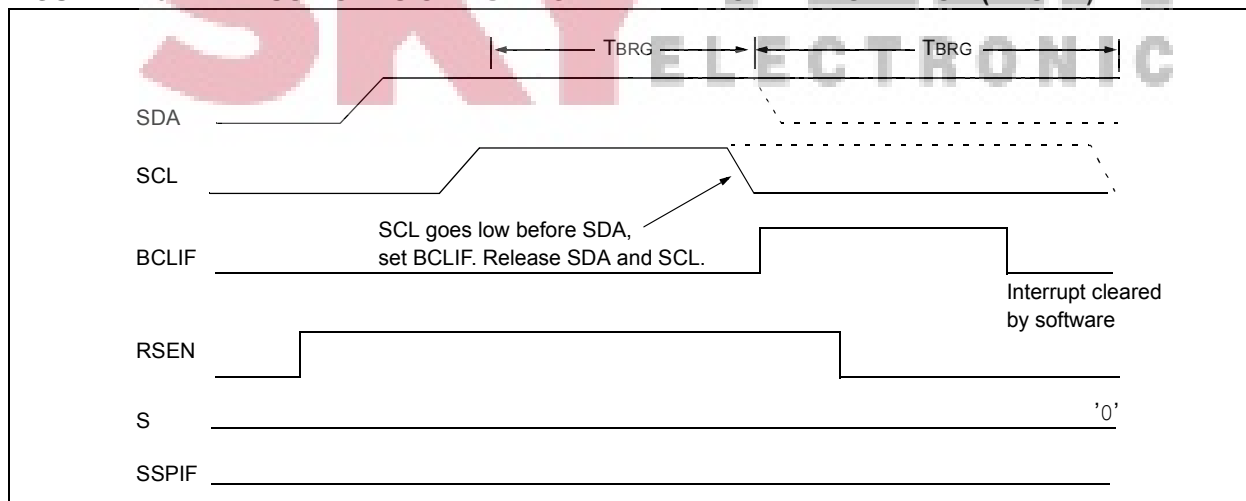 SKY
ELECTRONIC
TBRG TBRG
SDA
SCL
SCL goes low before SDA,
set BCLIF. Release SDA and SCL.
BCLIF
Interrupt cleared
by software
RSEN
S
'0'
SSPIF